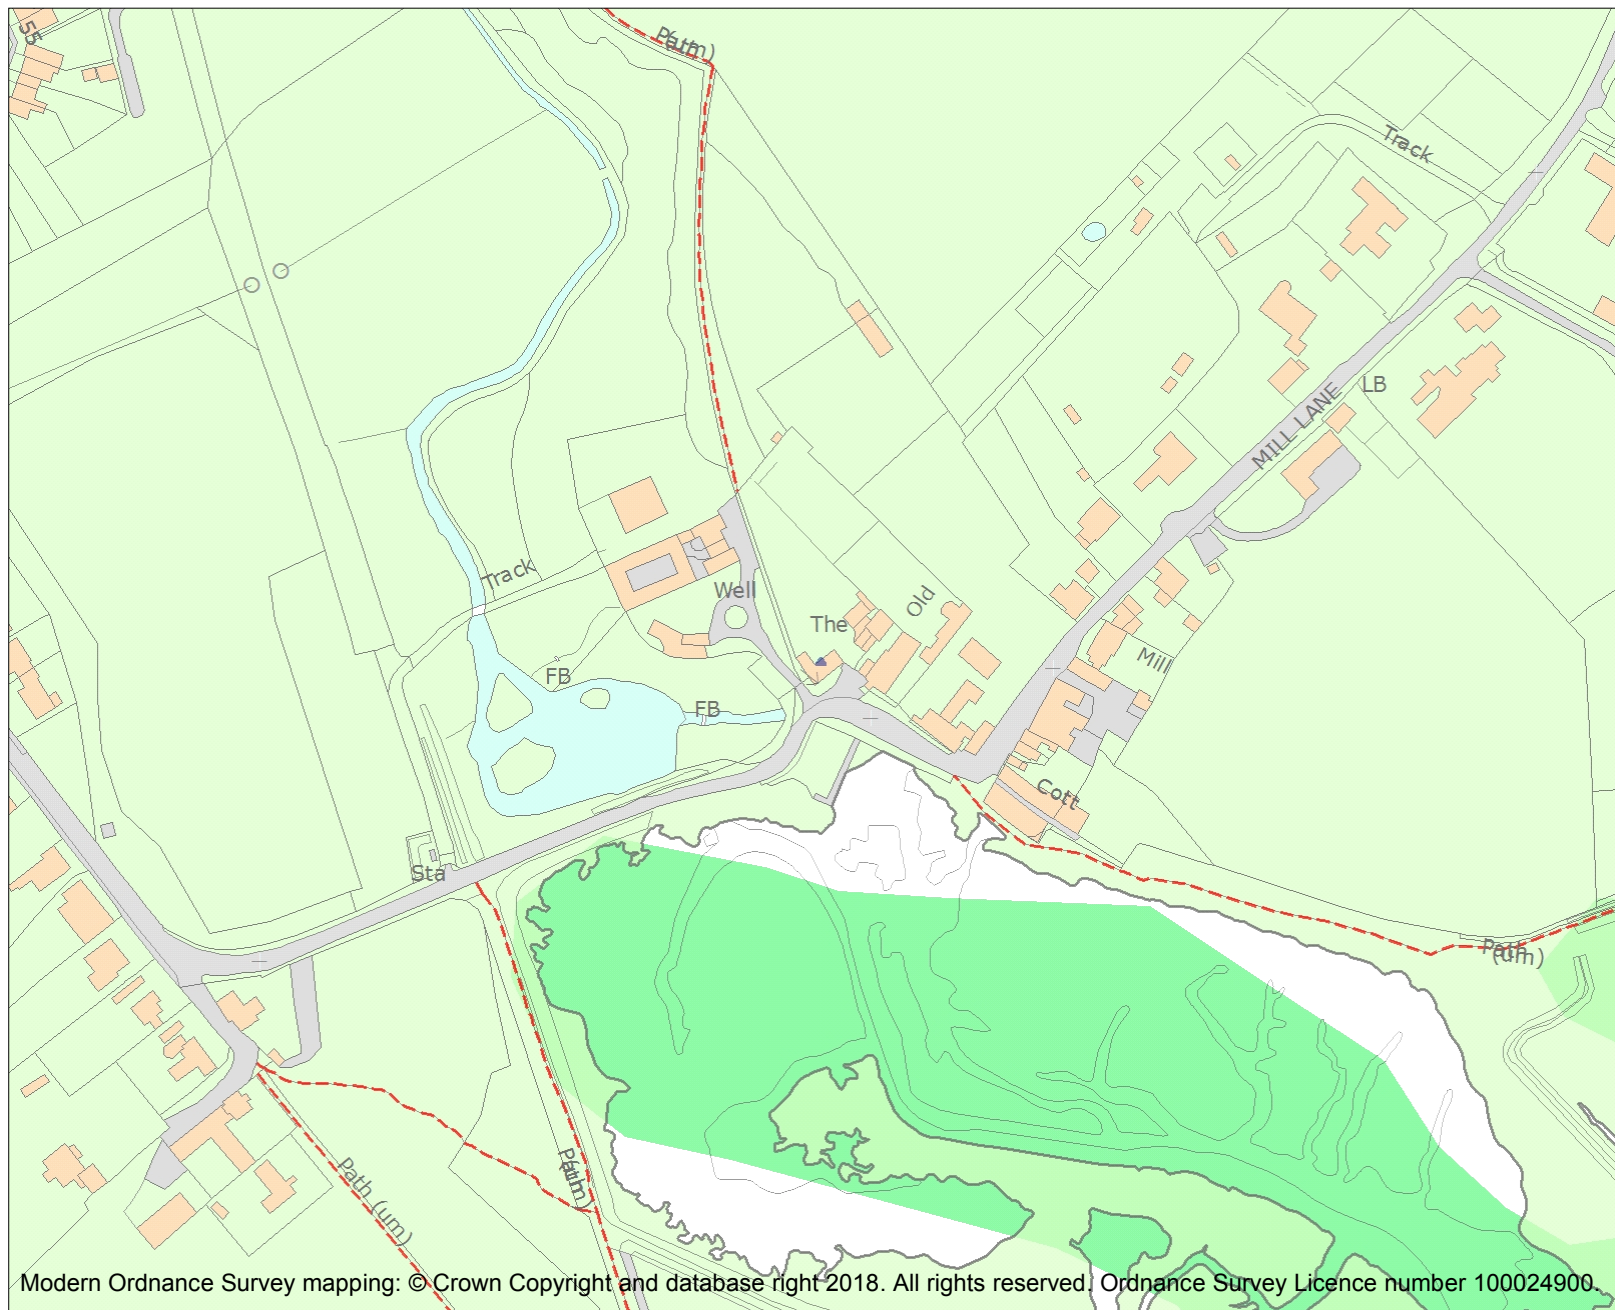 55
Path (um)
Track
LB
MILL LANE
Track
Well
Old
The
Mill
FB
FB
Cott
Sta
Path
(um)
Path (um)
Path (um)
Modern Ordnance Survey mapping: © Crown Copyright and database right 2018. All rights reserved. Ordnance Survey Licence number 100024900.